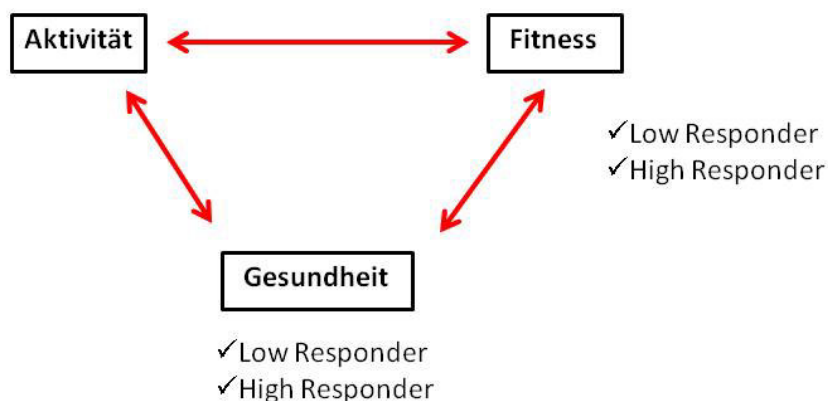 Aktivität
Fitness
✓Low Responder
✓High Responder
Gesundheit
✓Low Responder
✓High Responder